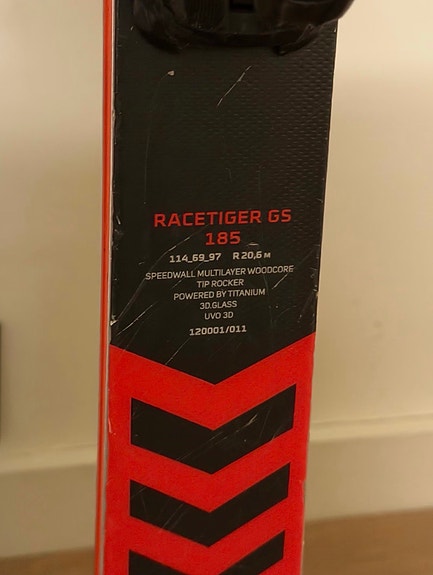 RACETIGER GS
185
114_69_97 R 20,6 M
SPEEDWALL MULTILAYER WOODCORE
TIP ROCKER
POWERED BY TITANIUM
3D.GLASS
UVO 3D
120001/011